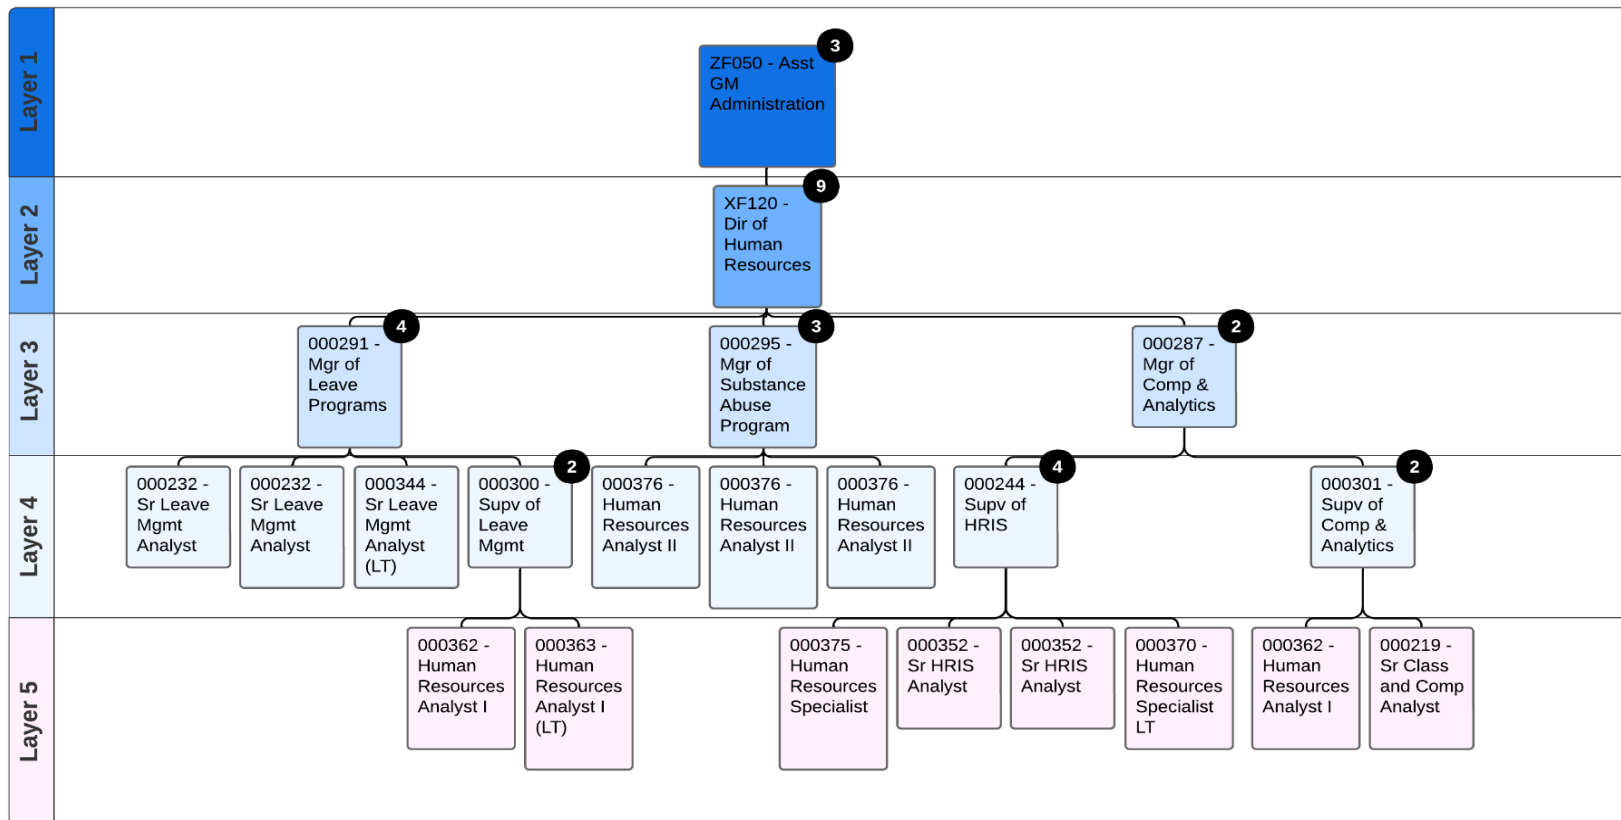 Layer 1
3
ZF050 - Asst
GM
Administration
Layer 2
9
XF120 -
Dir of
Human
Resources
Layer 3
4
000291 -
Mgr of
Leave
Programs
3
000295 -
Mgr of
Substance
Abuse
Program
2
000287 -
Mgr of
Comp &
Analytics
Layer 4
000232 -
Sr Leave
Mgmt
Analyst
000232 -
Sr Leave
Mgmt
Analyst
000344 -
Sr Leave
Mgmt
Analyst
(LT)
2
000300 -
Supv of
Leave
Mgmt
000376 -
Human
Resources
Analyst II
000376 -
Human
Resources
Analyst II
000376 -
Human
Resources
Analyst II
4
000244 -
Supv of
HRIS
2
000301 -
Supv of
Comp &
Analytics
Layer 5
000362 -
Human
Resources
Analyst I
000363 -
Human
Resources
Analyst I
(LT)
000375 -
Human
Resources
Specialist
000352 -
Sr HRIS
Analyst
000352 -
Sr HRIS
Analyst
000370 -
Human
Resources
Specialist
LT
000362 -
Human
Resources
Analyst I
000219 -
Sr Class
and Comp
Analyst